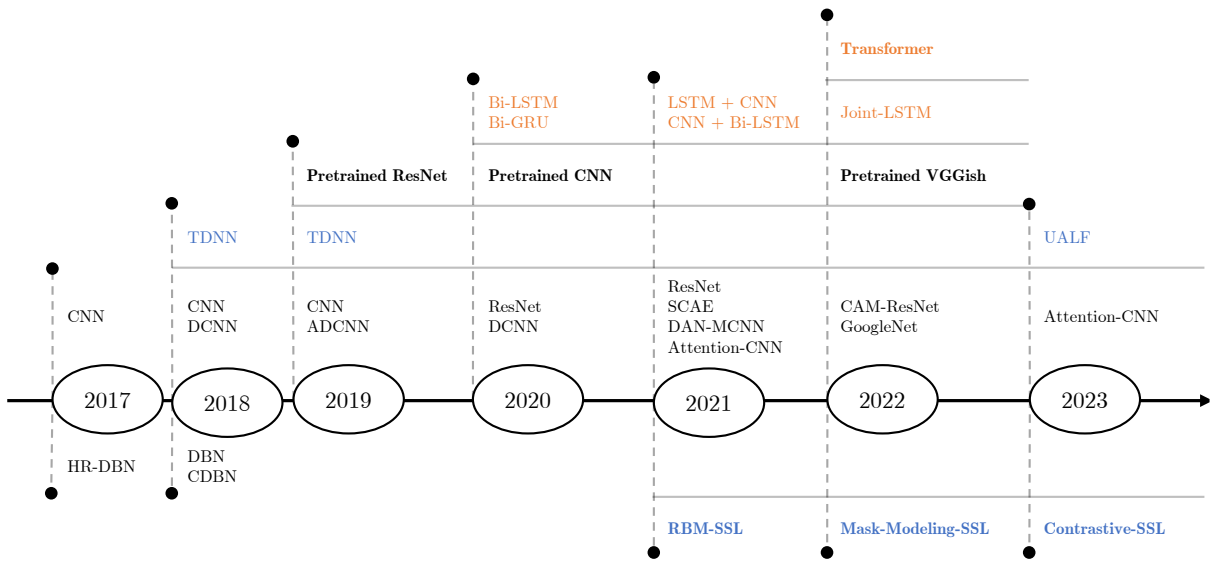 Transformer
Bi-LSTM
Bi-GRU
LSTM + CNN
CNN + Bi-LSTM
Joint-LSTM
Pretrained ResNet
Pretrained CNN
Pretrained VGGish
TDNN
TDNN
UALF
CNN
CNN
DCNN
CNN
ADCNN
ResNet
DCNN
ResNet
SCAE
DAN-MCNN
Attention-CNN
CAM-ResNet
GoogleNet
Attention-CNN
2017
2018
2019
2020
2021
2022
2023
HR-DBN
DBN
CDBN
RBM-SSL
Mask-Modeling-SSL
Contrastive-SSL